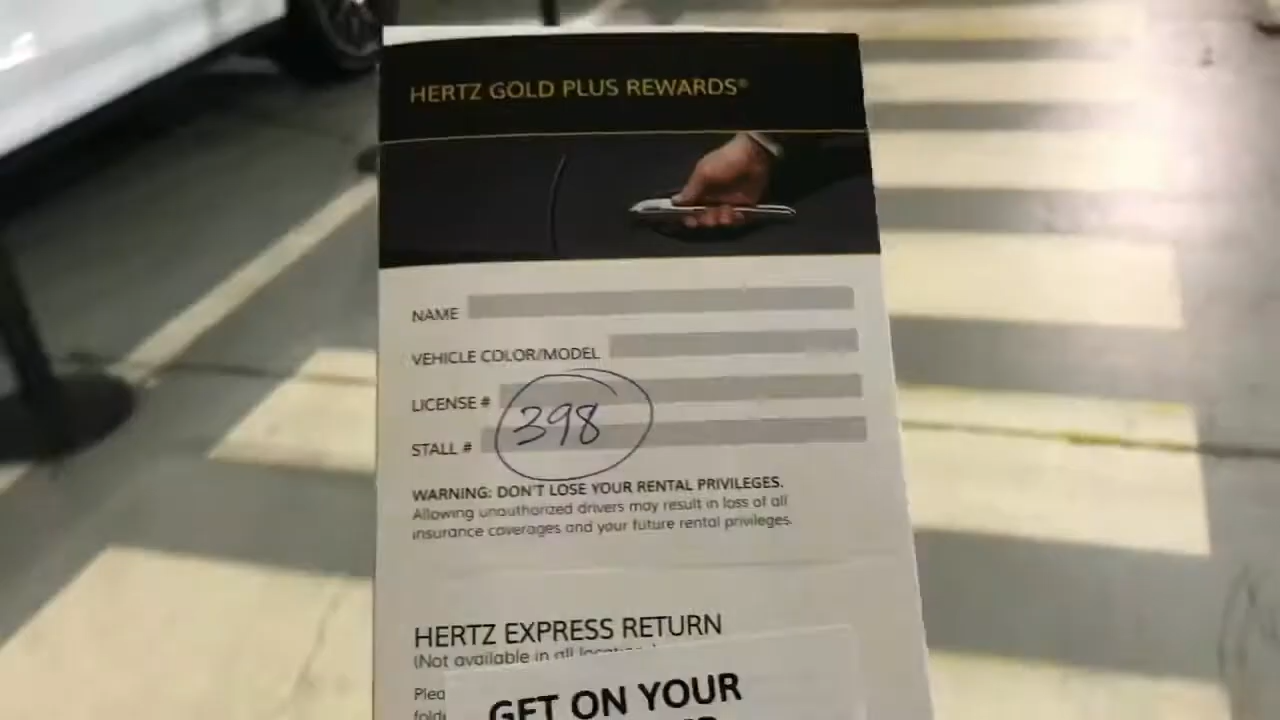 HERTZ GOLD PLUS REWARDS®
NAME
VEHICLE COLOR/MODEL
LICENSE #
398
STALL #
WARNING: DON'T LOSE YOUR RENTAL PRIVILEGES.
Allowing unauthorized drivers may result in loss of all
insurance coverages and your future rental privileges.
HERTZ EXPRESS RETURN
(Not available in all
GET ON YOUR